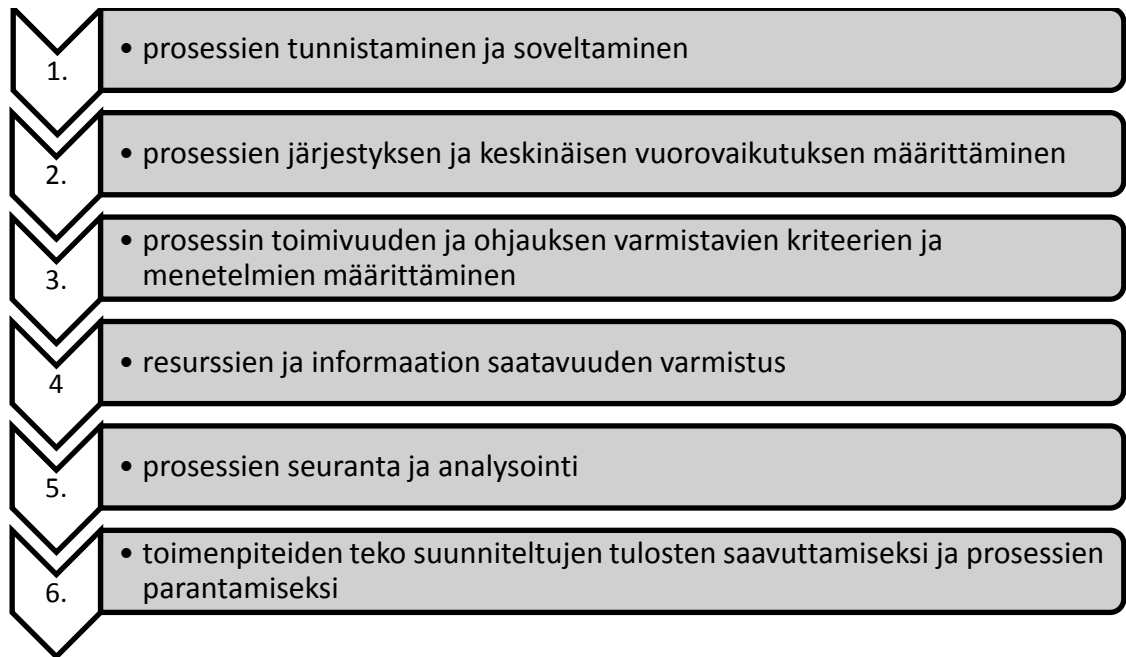 1.
• prosessien tunnistaminen ja soveltaminen
2.
• prosessien järjestyksen ja keskinäisen vuorovaikutuksen määrittäminen
3.
• prosessin toimivuuden ja ohjauksen varmistavien kriteerien ja
menetelmien määrittäminen
4
• resurssien ja informaation saatavuuden varmistus
5.
• prosessien seuranta ja analysointi
6.
• toimenpiteiden teko suunniteltujen tulosten saavuttamiseksi ja prosessien
parantamiseksi